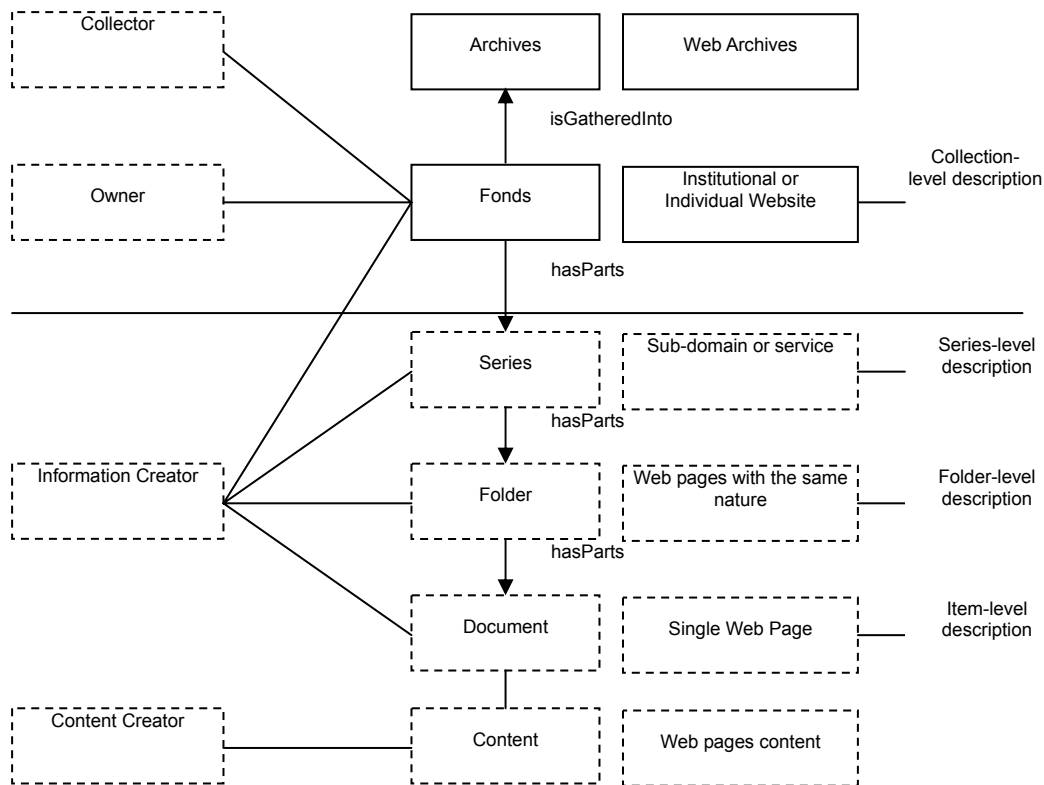 Collector
Archives
Web Archives
isGatheredInto
Owner
Fonds
Institutional or
Individual Website
Collection-
level description
hasParts
Series
Sub-domain or service
Series-level
description
hasParts
Information Creator
Folder
Web pages with the same
nature
Folder-level
description
hasParts
Document
Single Web Page
Item-level
description
Content Creator
Content
Web pages content